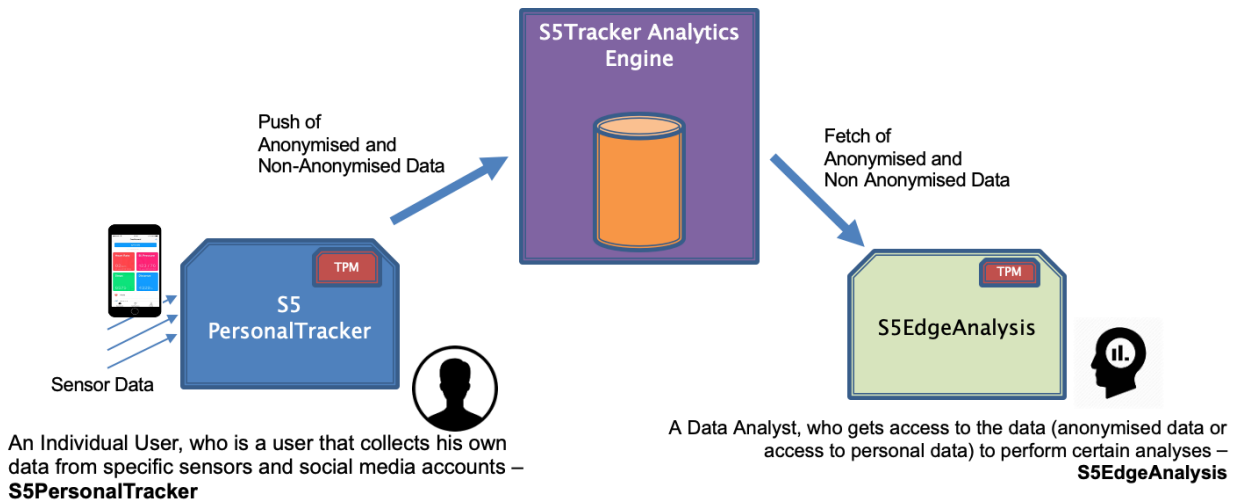 S5Tracker Analytics
Engine
Push of
Anonymised and
Non-Anonymised Data
Fetch of
Anonymised and
Non Anonymised Data
TPM
S5
PersonalTracker
Sensor Data
TPM
S5EdgeAnalysis
An Individual User, who is a user that collects his own
data from specific sensors and social media accounts –
S5PersonalTracker
A Data Analyst, who gets access to the data (anonymised data or
access to personal data) to perform certain analyses –
S5EdgeAnalysis